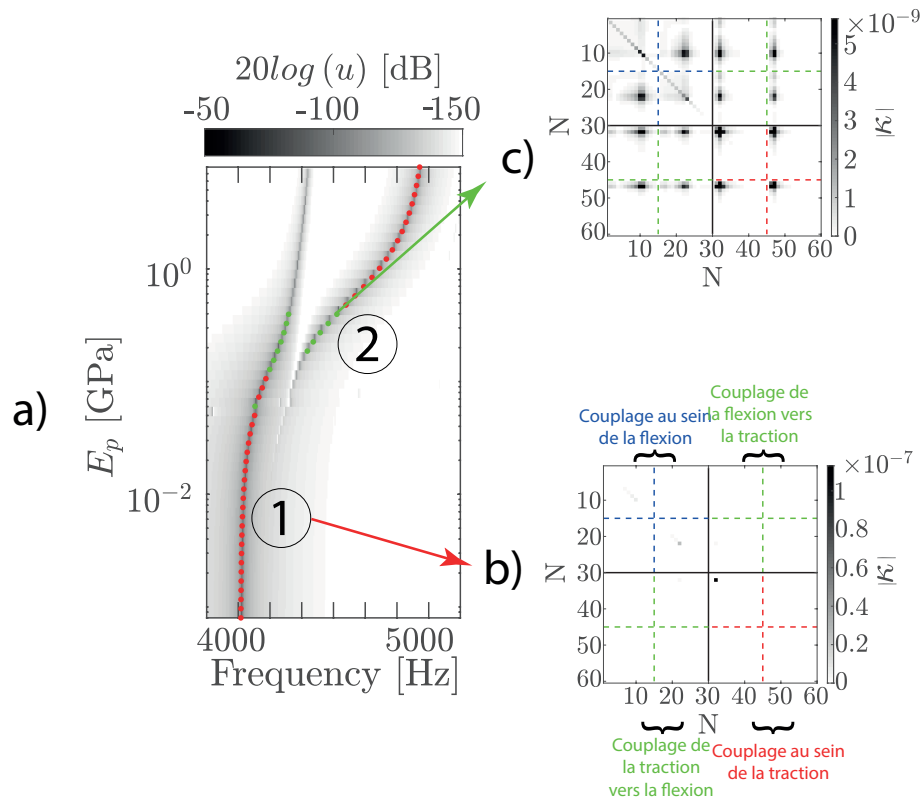 20log (u) [dB]
-50 -100 -150
a)
E_p [GPa]
10^0
10^-2
4000 5000
Frequency [Hz]
1
2
c)
N
10
20
30
40
50
60
10 20 30 40 50 60
N
×10^-9
5
4
3
2
1
0
|κ|
Couplage au sein
de la flexion
Couplage de
la flexion vers
la traction
b)
N
10
20
30
40
50
60
10 20 30 40 50 60
N
×10^-7
1
0.8
0.6
0.4
0.2
0
|κ|
Couplage de
la traction
vers la flexion
Couplage au sein
de la traction